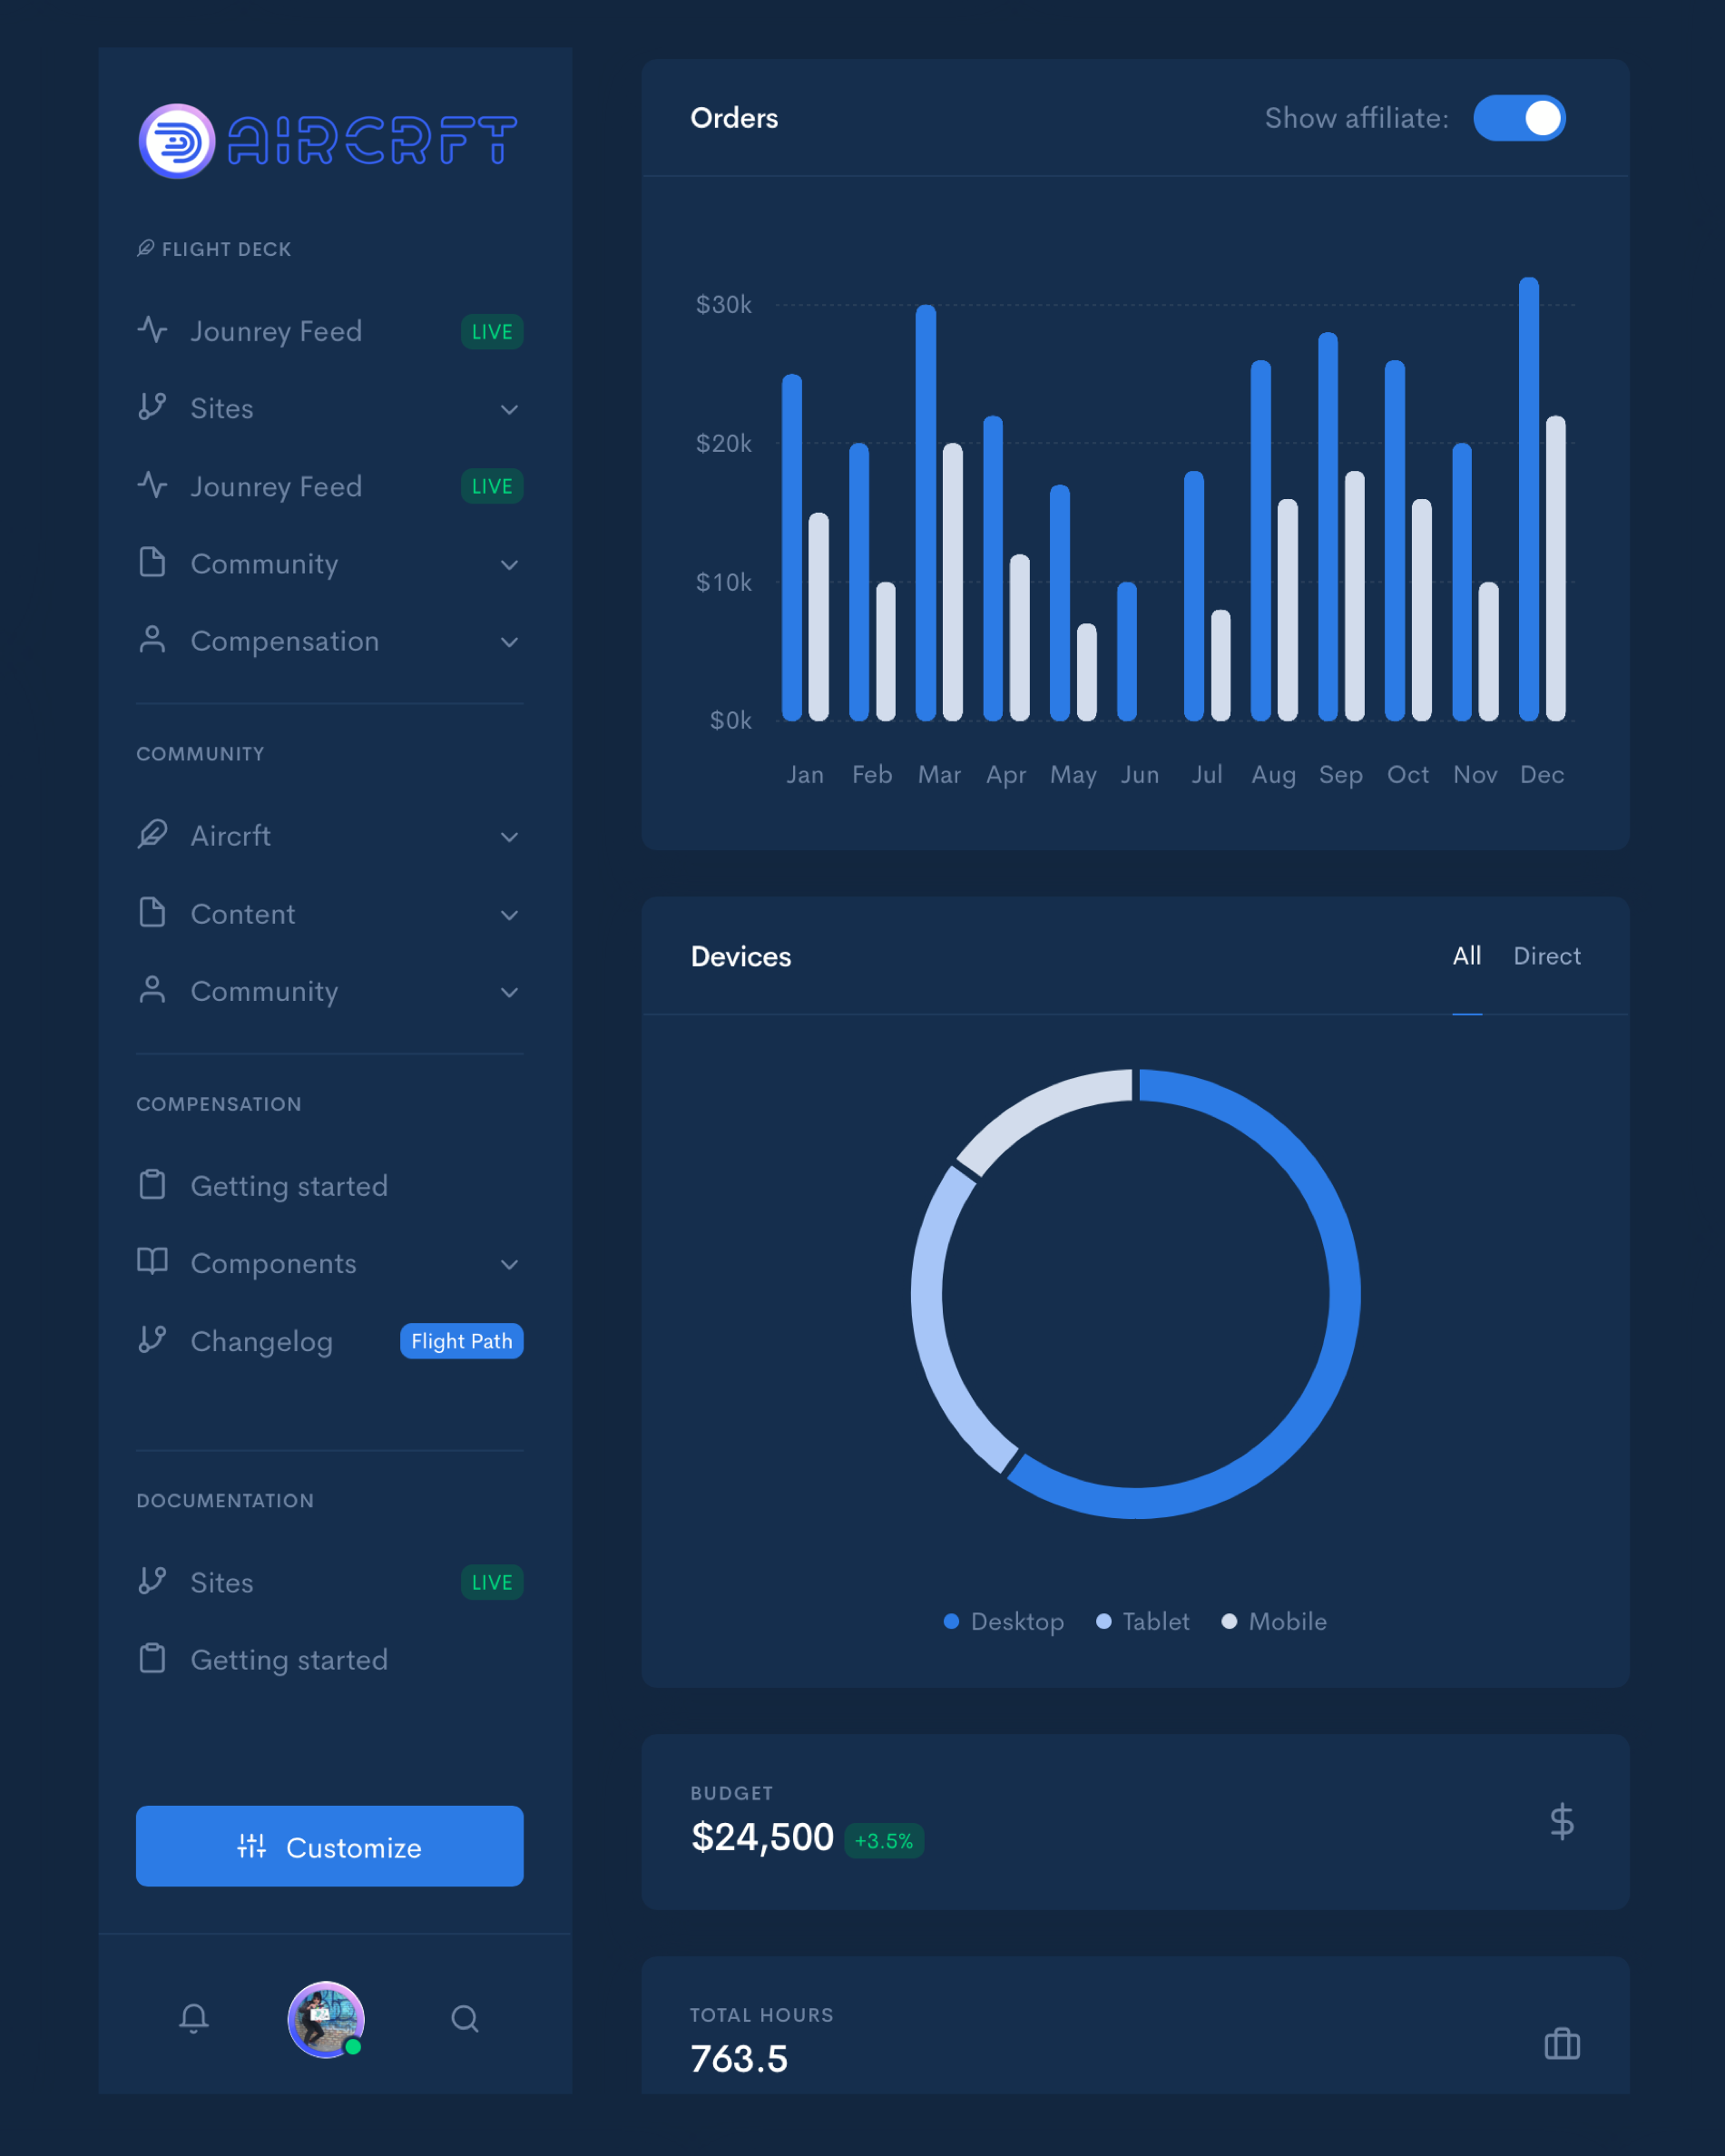 AIRCRFT
FLIGHT DECK
Jounrey Feed LIVE
Sites
Jounrey Feed LIVE
Community
Compensation
COMMUNITY
Aircrft
Content
Community
COMPENSATION
Getting started
Components
Changelog Flight Path
DOCUMENTATION
Sites LIVE
Getting started
Customize
Orders Show affiliate:
$30k
$20k
$10k
$0k
Jan Feb Mar Apr May Jun Jul Aug Sep Oct Nov Dec
Devices All Direct
Desktop Tablet Mobile
BUDGET
$24,500 +3.5%
TOTAL HOURS
763.5